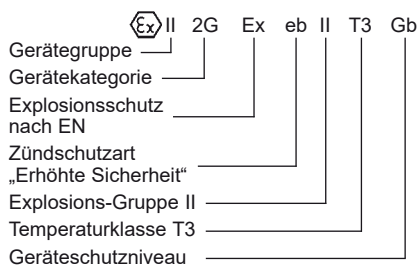 Ex II 2G Ex eb II T3 Gb
Gerätegruppe
Gerätekategorie
Explosionsschutz
nach EN
Zündschutzart
„Erhöhte Sicherheit“
Explosions-Gruppe II
Temperaturklasse T3
Geräteschutzniveau